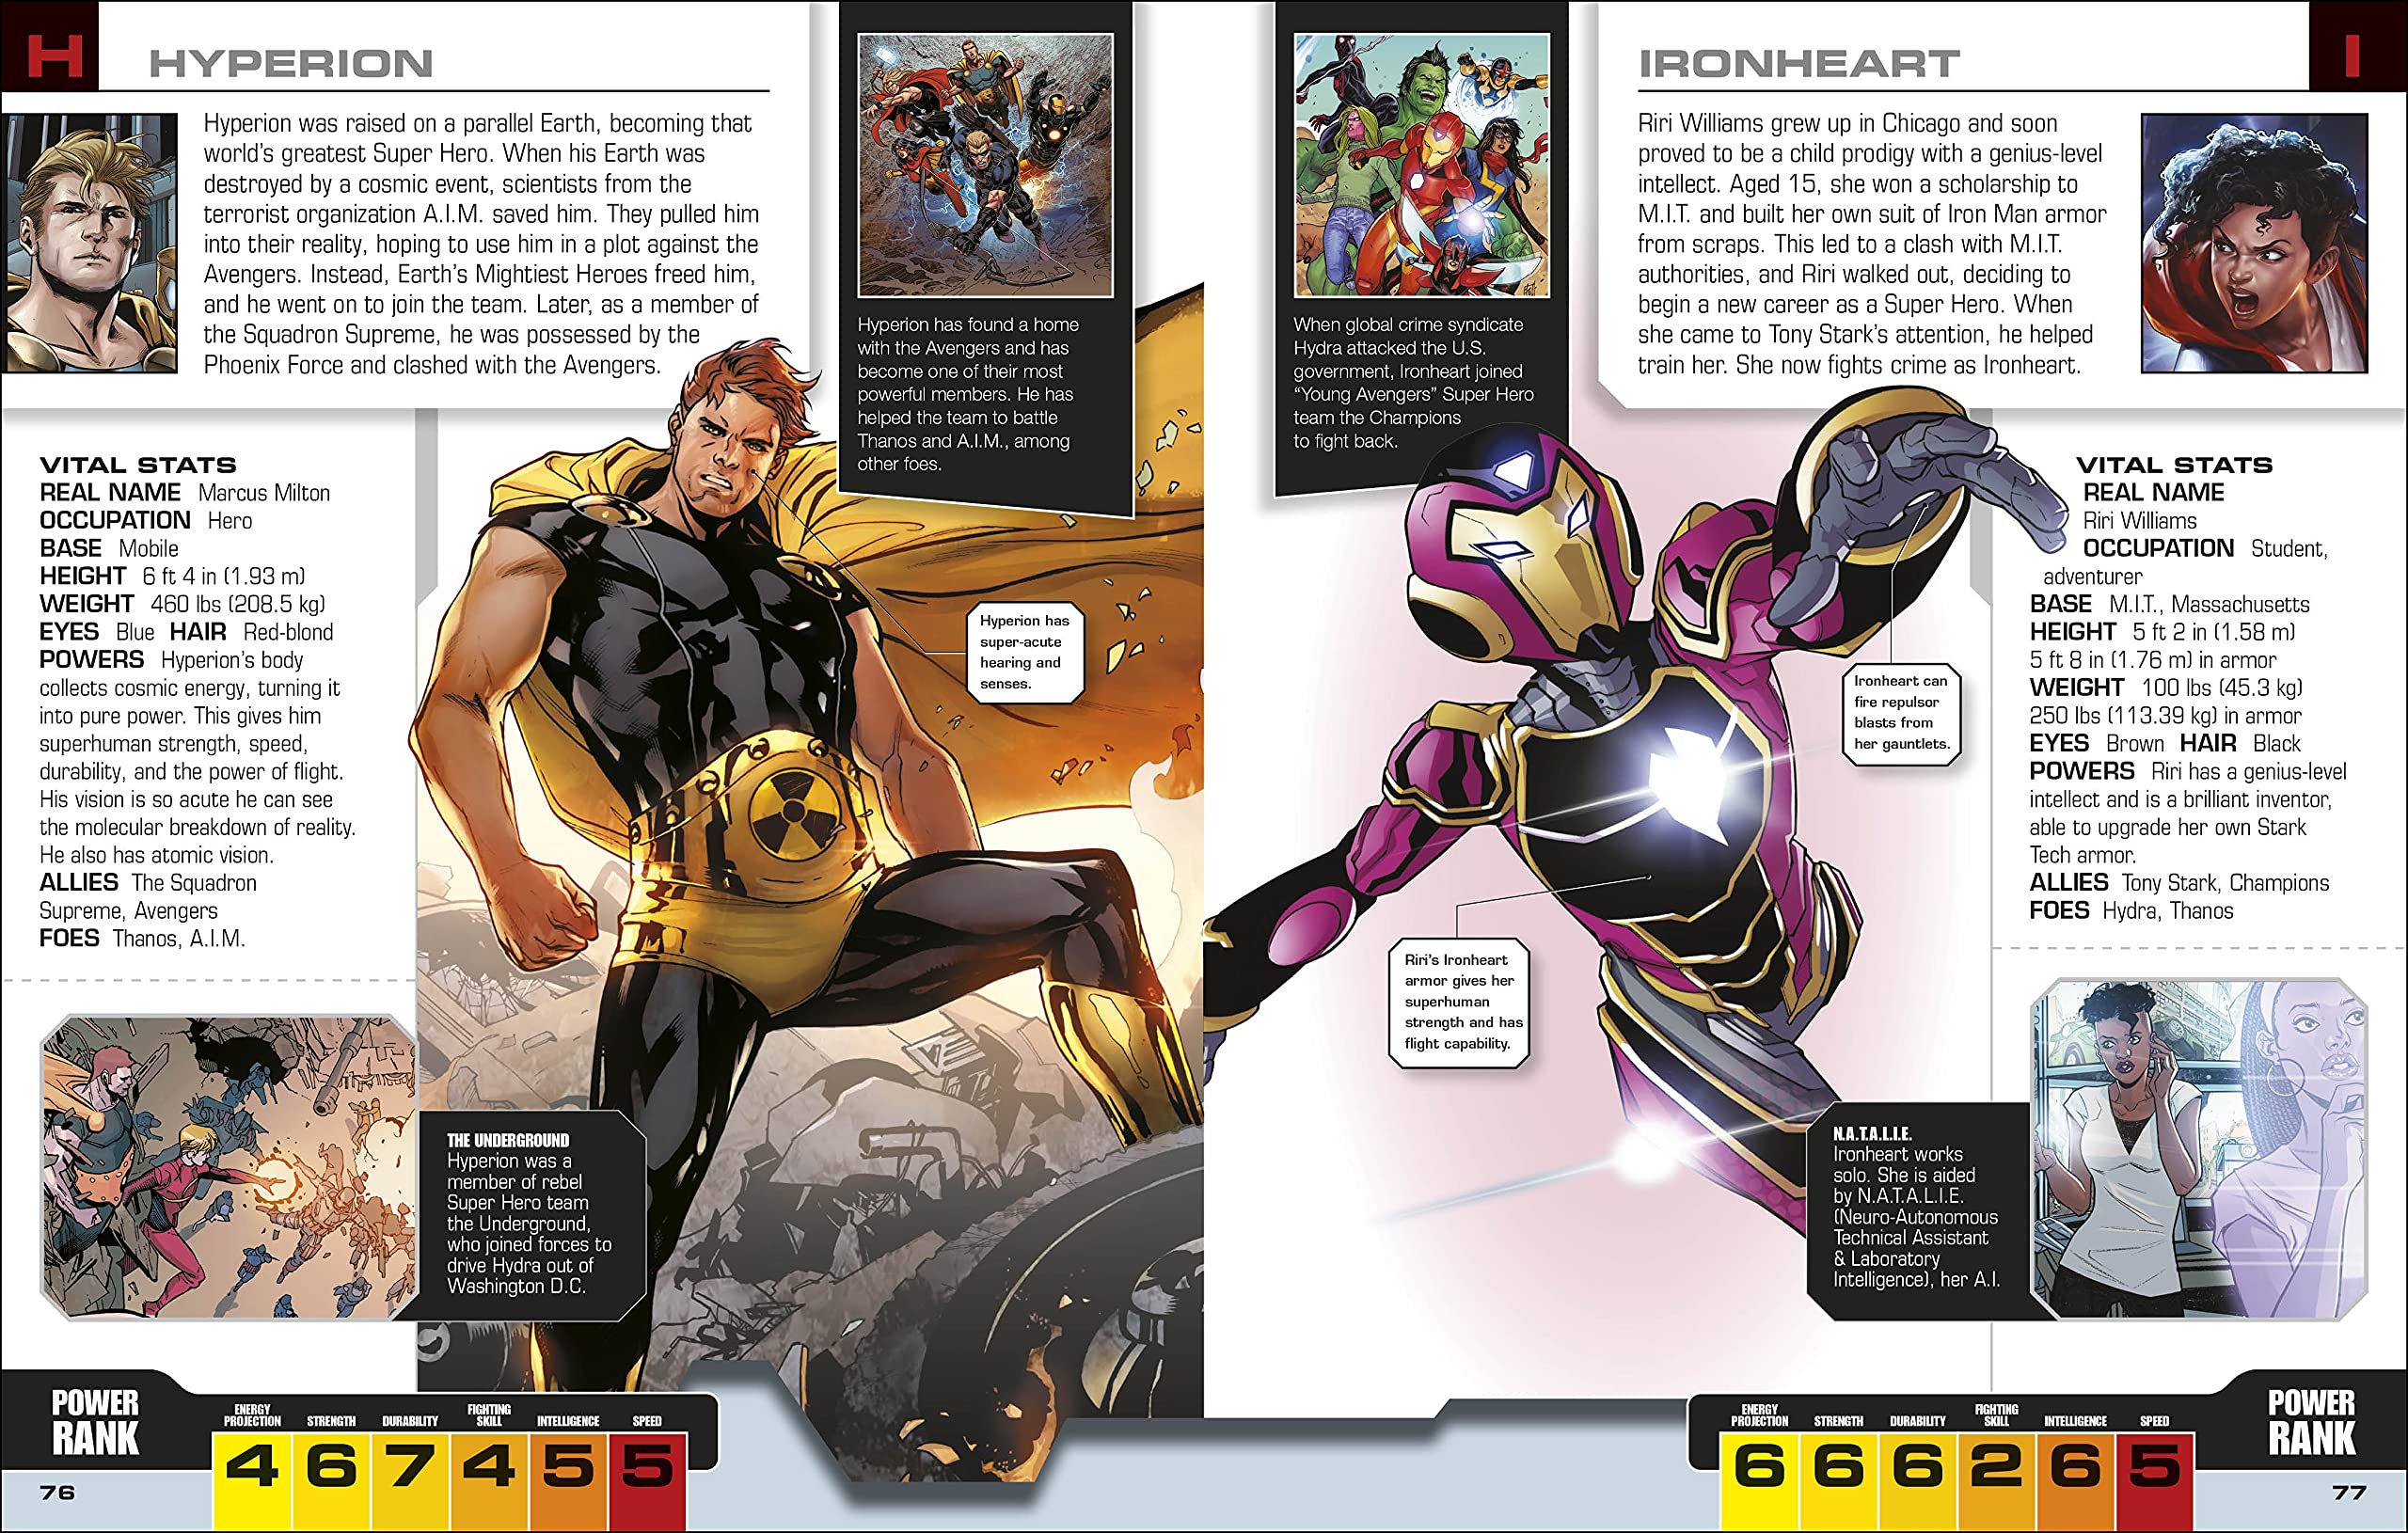 H
HYPERION
Hyperion was raised on a parallel Earth, becoming that
world's greatest Super Hero. When his Earth was
destroyed by a cosmic event, scientists from the
terrorist organization A.I.M. saved him. They pulled him
into their reality, hoping to use him in a plot against the
Avengers. Instead, Earth's Mightiest Heroes freed him,
and he went on to join the team. Later, as a member of
the Squadron Supreme, he was possessed by the
Phoenix Force and clashed with the Avengers.
Hyperion has found a home
with the Avengers and has
become one of their most
powerful members. He has
helped the team to battle
Thanos and A.I.M., among
other foes.
VITAL STATS
REAL NAME Marcus Milton
OCCUPATION Hero
BASE Mobile
HEIGHT 6 ft 4 in (1.93 m)
WEIGHT 460 lbs (208.5 kg)
EYES Blue HAIR Red-blond
POWERS Hyperion's body
collects cosmic energy, turning it
into pure power. This gives him
superhuman strength, speed,
durability, and the power of flight.
His vision is so acute he can see
the molecular breakdown of reality.
He also has atomic vision.
ALLIES The Squadron
Supreme, Avengers
FOES Thanos, A.I.M.
Hyperion has
super-acute
hearing and
senses.
THE UNDERGROUND
Hyperion was a
member of rebel
Super Hero team
the Underground,
who joined forces to
drive Hydra out of
Washington D.C.
POWER
RANK
ENERGY
PROJECTION
STRENGTH
DURABILITY
FIGHTING
SKILL
INTELLIGENCE
SPEED
4 6 7 4 5 5
76
I
IRONHEART
Riri Williams grew up in Chicago and soon
proved to be a child prodigy with a genius-level
intellect. Aged 15, she won a scholarship to
M.I.T. and built her own suit of Iron Man armor
from scraps. This led to a clash with M.I.T.
authorities, and Riri walked out, deciding to
begin a new career as a Super Hero. When
she came to Tony Stark's attention, he helped
train her. She now fights crime as Ironheart.
When global crime syndicate
Hydra attacked the U.S.
government, Ironheart joined
“Young Avengers” Super Hero
team the Champions
to fight back.
VITAL STATS
REAL NAME
Riri Williams
OCCUPATION Student,
adventurer
BASE M.I.T., Massachusetts
HEIGHT 5 ft 2 in (1.58 m)
5 ft 8 in (1.76 m) in armor
WEIGHT 100 lbs (45.3 kg)
250 lbs (113.39 kg) in armor
EYES Brown HAIR Black
POWERS Riri has a genius-level
intellect and is a brilliant inventor,
able to upgrade her own Stark
Tech armor.
ALLIES Tony Stark, Champions
FOES Hydra, Thanos
Ironheart can
fire repulsor
blasts from
her gauntlets.
Riri's Ironheart
armor gives her
superhuman
strength and has
flight capability.
N.A.T.A.L.I.E.
Ironheart works
solo. She is aided
by N.A.T.A.L.I.E.
(Neuro-Autonomous
Technical Assistant
& Laboratory
Intelligence), her A.I.
ENERGY
PROJECTION
STRENGTH
DURABILITY
FIGHTING
SKILL
INTELLIGENCE
SPEED
6 6 6 2 6 5
POWER
RANK
77